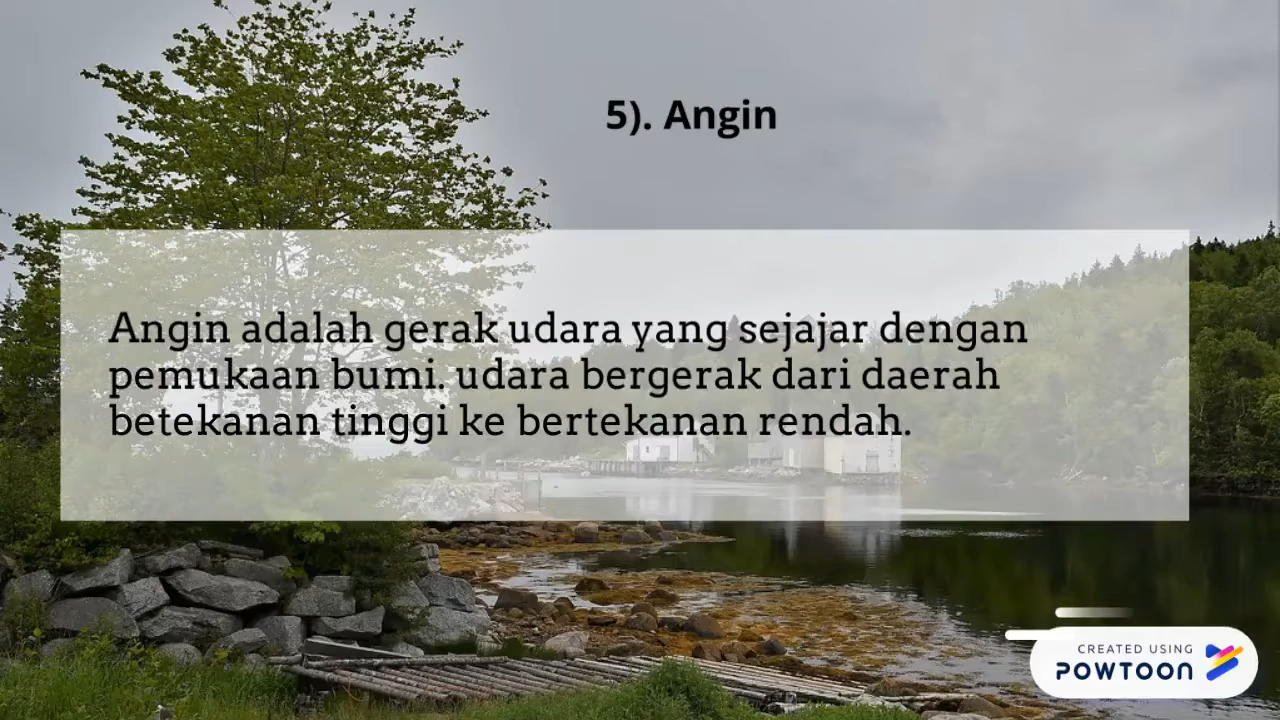 5). Angin
Angin adalah gerak udara yang sejajar dengan
pemukaan bumi. udara bergerak dari daerah
betekanan tinggi ke bertekanan rendah.
CREATED USING
POWTOON